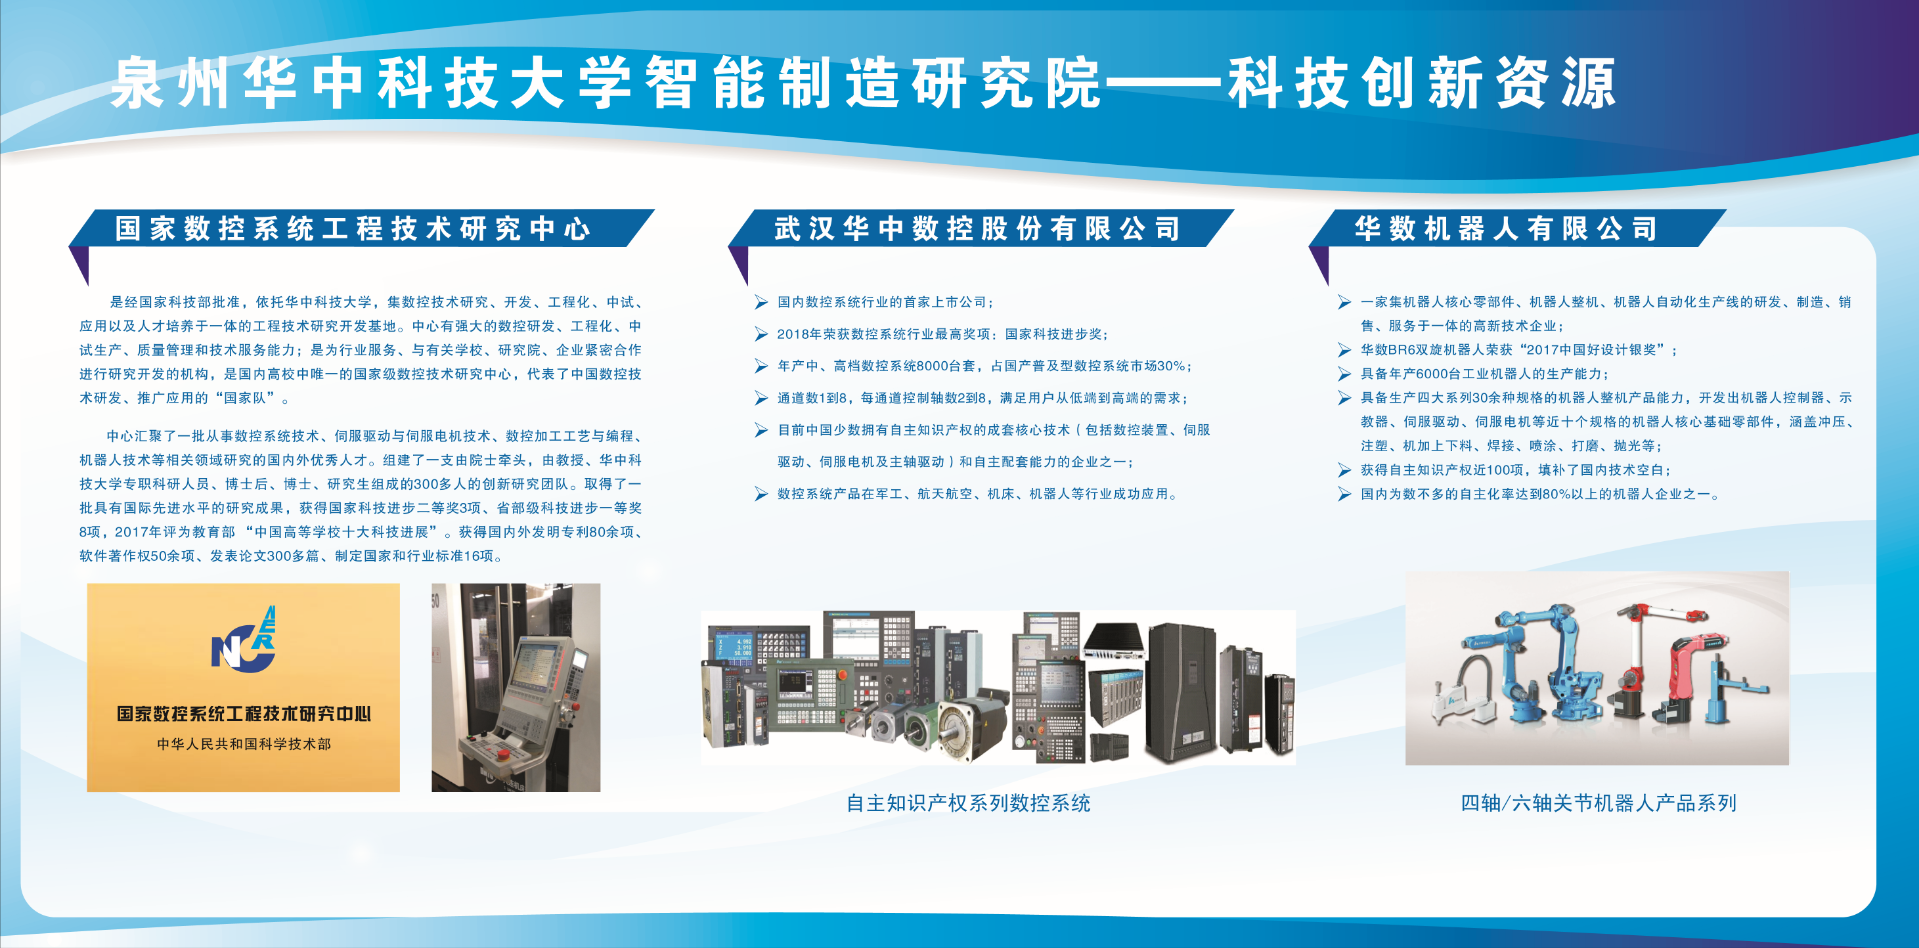 泉州华中科技大学智能制造研究院——科技创新资源
国家数控系统工程技术研究中心
是经国家科技部批准，依托华中科技大学，集数控技术研究、开发、工程化、中试、
应用以及人才培养于一体的工程技术研究开发基地。中心有强大的数控研发、工程化、中
试生产、质量管理和技术服务能力；是为行业服务、与有关学校、研究院、企业紧密合作
进行研究开发的机构，是国内高校中唯一的国家级数控技术研究中心，代表了中国数控技
术研发、推广应用的“国家队”。
中心汇聚了一批从事数控系统技术、伺服驱动与伺服电机技术、数控加工工艺与编程、
机器人技术等相关领域研究的国内外优秀人才。组建了一支由院士牵头，由教授、华中科
技大学专职科研人员、博士后、博士、研究生组成的300多人的创新研究团队。取得了一
批具有国际先进水平的研究成果，获得国家科技进步二等奖3项、省部级科技进步一等奖
8项，2017年评为教育部 “中国高等学校十大科技进展”。获得国内外发明专利80余项、
软件著作权50余项、发表论文300多篇、制定国家和行业标准16项。
NC
AER
国家数控系统工程技术研究中心
中华人民共和国科学技术部
武汉华中数控股份有限公司
国内数控系统行业的首家上市公司；
2018年荣获数控系统行业最高奖项：国家科技进步奖；
年产中、高档数控系统8000台套，占国产普及型数控系统市场30%；
通道数1到8，每通道控制轴数2到8，满足用户从低端到高端的需求；
目前中国少数拥有自主知识产权的成套核心技术（包括数控装置、伺服
驱动、伺服电机及主轴驱动）和自主配套能力的企业之一；
数控系统产品在军工、航天航空、机床、机器人等行业成功应用。
自主知识产权系列数控系统
华数机器人有限公司
一家集机器人核心零部件、机器人整机、机器人自动化生产线的研发、制造、销
售、服务于一体的高新技术企业；
华数BR6双旋机器人荣获“2017中国好设计银奖”；
具备年产6000台工业机器人的生产能力；
具备生产四大系列30余种规格的机器人整机产品能力，开发出机器人控制器、示
教器、伺服驱动、伺服电机等近十个规格的机器人核心基础零部件，涵盖冲压、
注塑、机加上下料、焊接、喷涂、打磨、抛光等；
获得自主知识产权近100项，填补了国内技术空白；
国内为数不多的自主化率达到80%以上的机器人企业之一。
四轴/六轴关节机器人产品系列